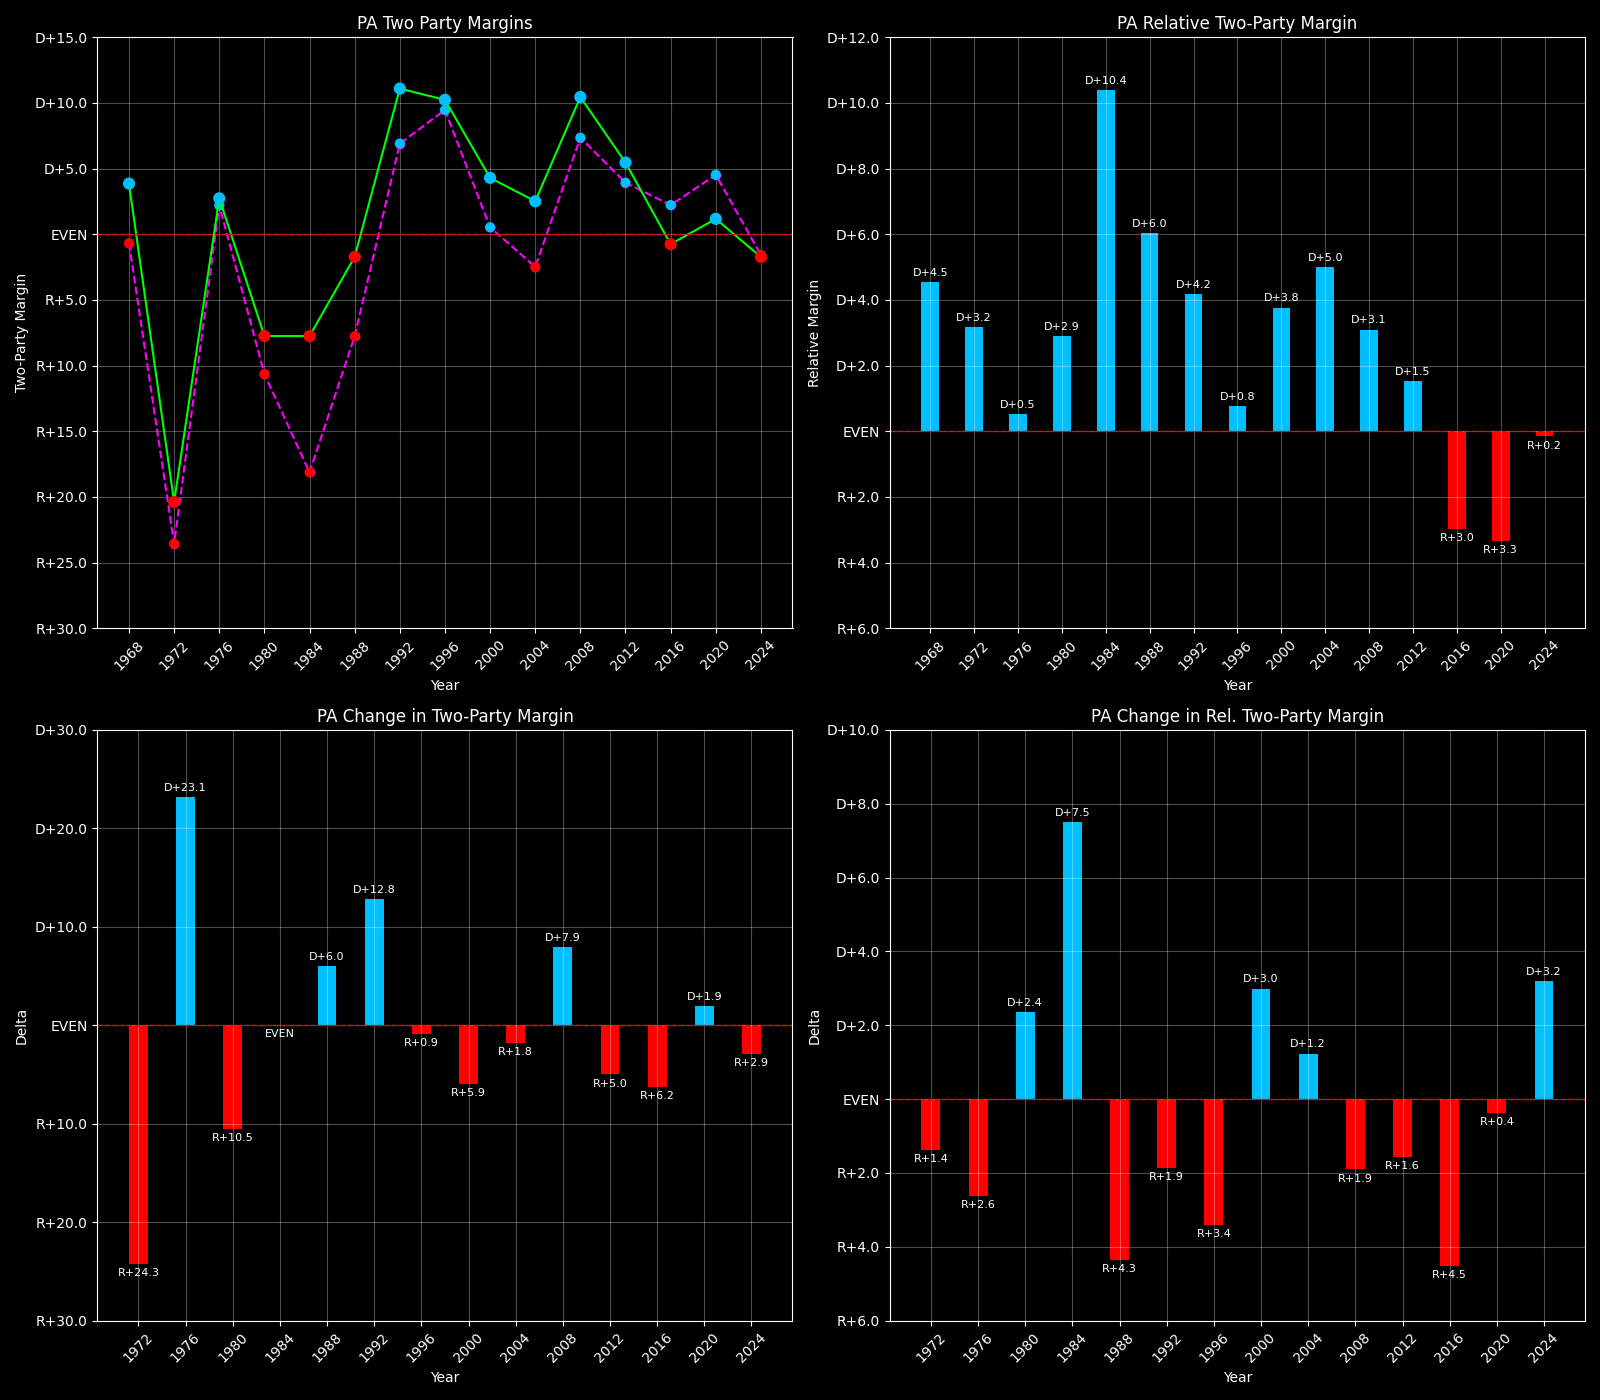 PA Two Party Margins
D+15.0
D+10.0
D+5.0
EVEN
R+5.0
R+10.0
R+15.0
R+20.0
R+25.0
R+30.0
Two-Party Margin
1968 1972 1976 1980 1984 1988 1992 1996 2000 2004 2008 2012 2016 2020 2024
Year
PA Relative Two-Party Margin
D+12.0
D+10.0
D+8.0
D+6.0
D+4.0
D+2.0
EVEN
R+2.0
R+4.0
R+6.0
Relative Margin
D+4.5
D+3.2
D+0.5
D+2.9
D+10.4
D+6.0
D+4.2
D+0.8
D+3.8
D+5.0
D+3.1
D+1.5
R+3.0
R+3.3
R+0.2
1968 1972 1976 1980 1984 1988 1992 1996 2000 2004 2008 2012 2016 2020 2024
Year
PA Change in Two-Party Margin
D+30.0
D+20.0
D+10.0
EVEN
R+10.0
R+20.0
R+30.0
Delta
R+24.3
D+23.1
R+10.5
EVEN
D+6.0
D+12.8
R+0.9
R+5.9
R+1.8
D+7.9
R+5.0
R+6.2
D+1.9
R+2.9
1972 1976 1980 1984 1988 1992 1996 2000 2004 2008 2012 2016 2020 2024
Year
PA Change in Rel. Two-Party Margin
D+10.0
D+8.0
D+6.0
D+4.0
D+2.0
EVEN
R+2.0
R+4.0
R+6.0
Delta
R+1.4
R+2.6
D+2.4
D+7.5
R+4.3
R+1.9
R+3.4
D+3.0
D+1.2
R+1.9
R+1.6
R+4.5
R+0.4
D+3.2
1972 1976 1980 1984 1988 1992 1996 2000 2004 2008 2012 2016 2020 2024
Year